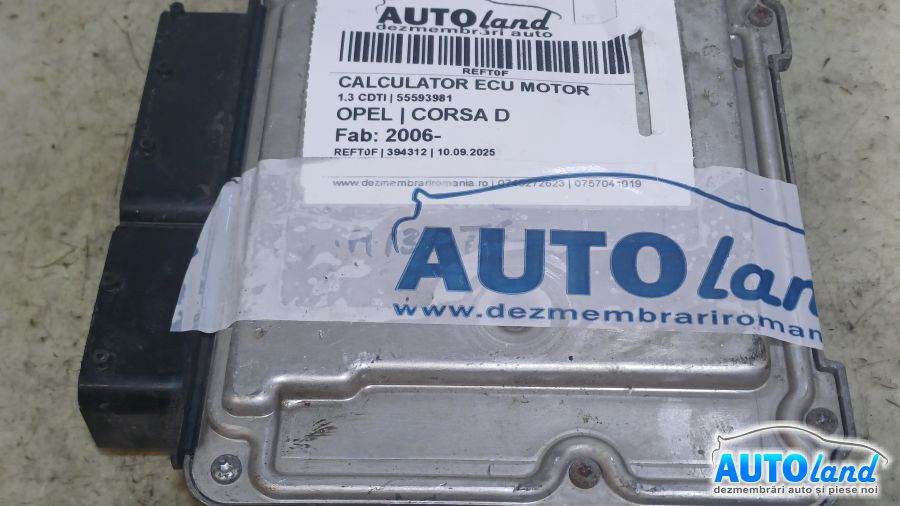 AUTOland
dezmembrări auto
REFT0F
CALCULATOR ECU MOTOR
1.3 CDTI | 55593981
OPEL | CORSA D
Fab: 2006-
REFT0F | 394312 | 10.09.2025
www.dezmembrariromania.ro | 0757041919
AUTOland
www.dezmembrariromani
AUTOland
dezmembrări auto și piese noi